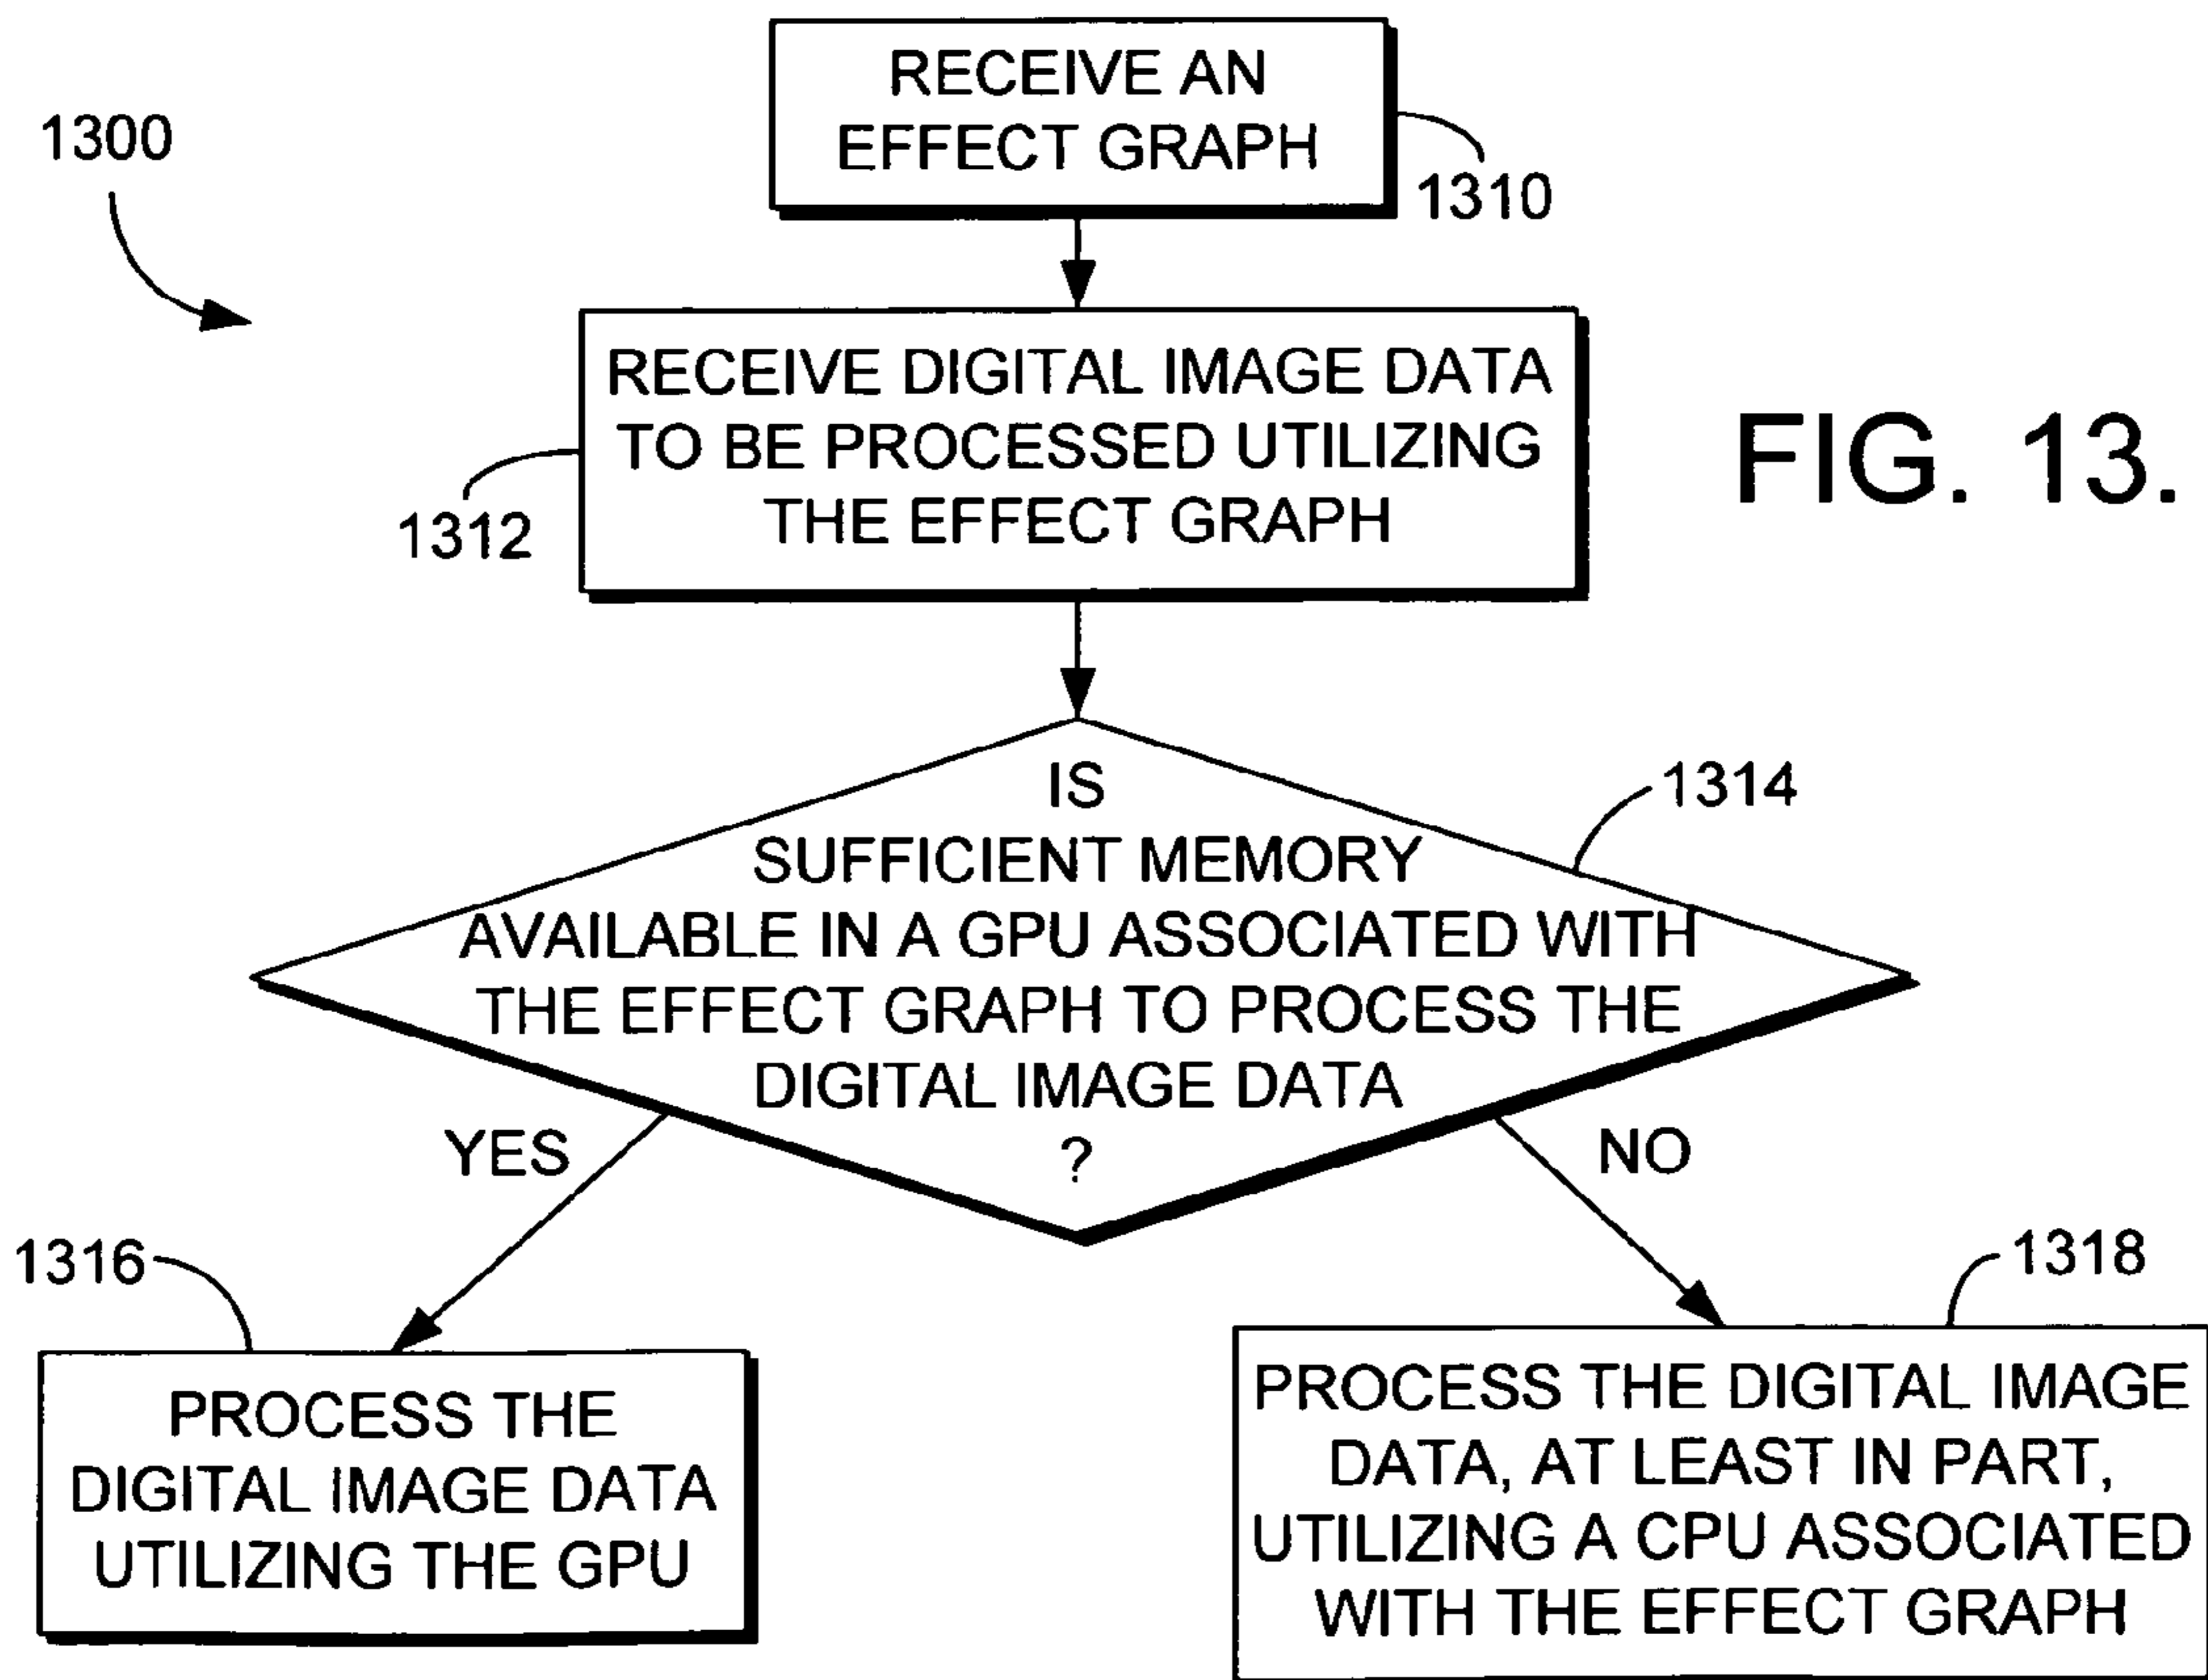 RECEIVE AN
EFFECT GRAPH
1300
1310
RECEIVE DIGITAL IMAGE DATA
TO BE PROCESSED UTILIZING
THE EFFECT GRAPH
1312
FIG. 13.
IS
SUFFICIENT MEMORY
AVAILABLE IN A GPU ASSOCIATED WITH
THE EFFECT GRAPH TO PROCESS THE
DIGITAL IMAGE DATA
?
1314
YES
NO
1316
1318
PROCESS THE
DIGITAL IMAGE DATA
UTILIZING THE GPU
PROCESS THE DIGITAL IMAGE
DATA, AT LEAST IN PART,
UTILIZING A CPU ASSOCIATED
WITH THE EFFECT GRAPH